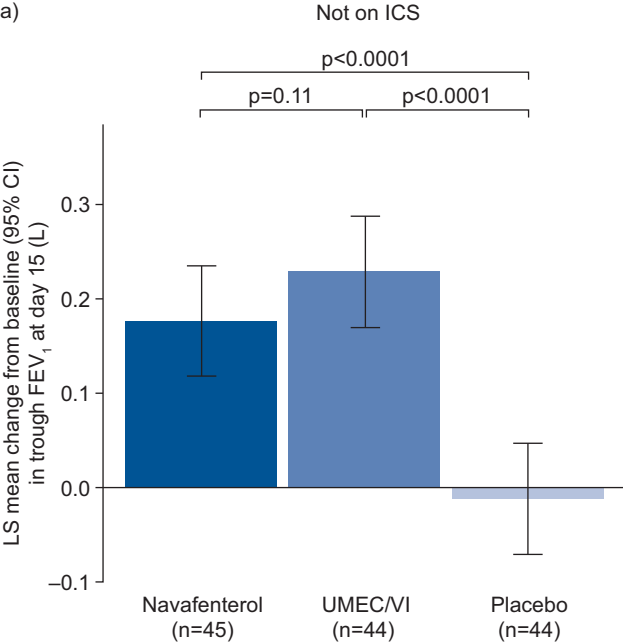 a)
Not on ICS
p<0.0001
p=0.11
p<0.0001
LS mean change from baseline (95% CI)
in trough FEV₁ at day 15 (L)
0.3
0.2
0.1
0.0
–0.1
Navafenterol
(n=45)
UMEC/VI
(n=44)
Placebo
(n=44)